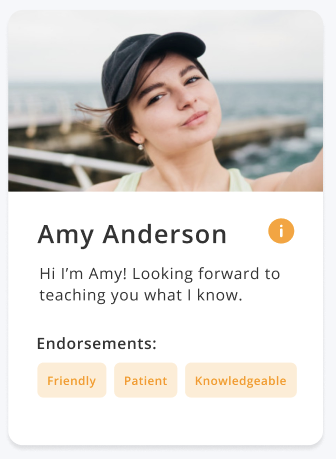 Amy Anderson
i
Hi I’m Amy! Looking forward to
teaching you what I know.
Endorsements:
Friendly Patient Knowledgeable